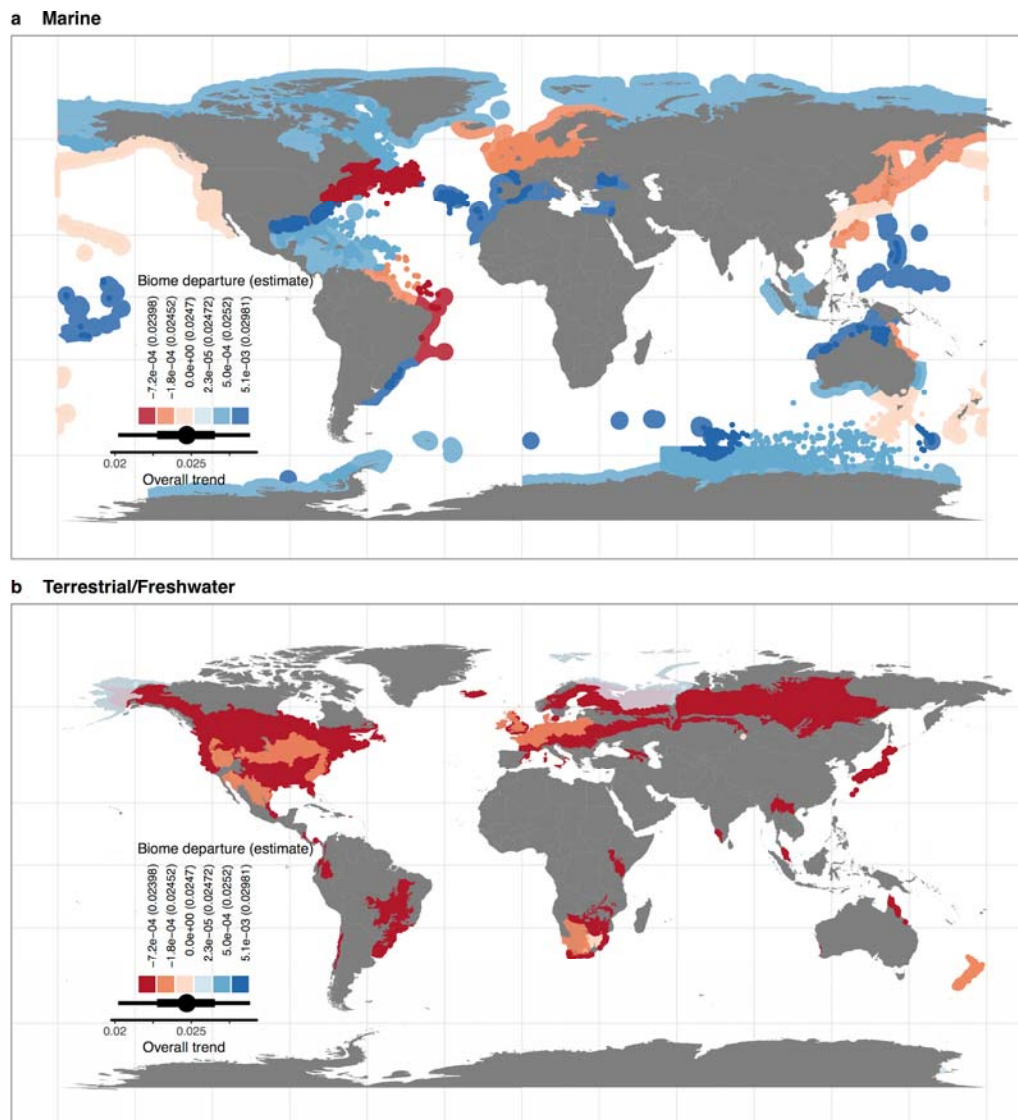 a Marine
Biome departure (estimate)
−7.2e−04 (0.02398)
−1.8e−04 (0.02452)
0.0e+00 (0.0247)
2.3e−05 (0.02472)
5.0e−04 (0.0252)
5.1e−03 (0.02981)
0.02 0.025
Overall trend
b Terrestrial/Freshwater
Biome departure (estimate)
−7.2e−04 (0.02398)
−1.8e−04 (0.02452)
0.0e+00 (0.0247)
2.3e−05 (0.02472)
5.0e−04 (0.0252)
5.1e−03 (0.02981)
0.02 0.025
Overall trend